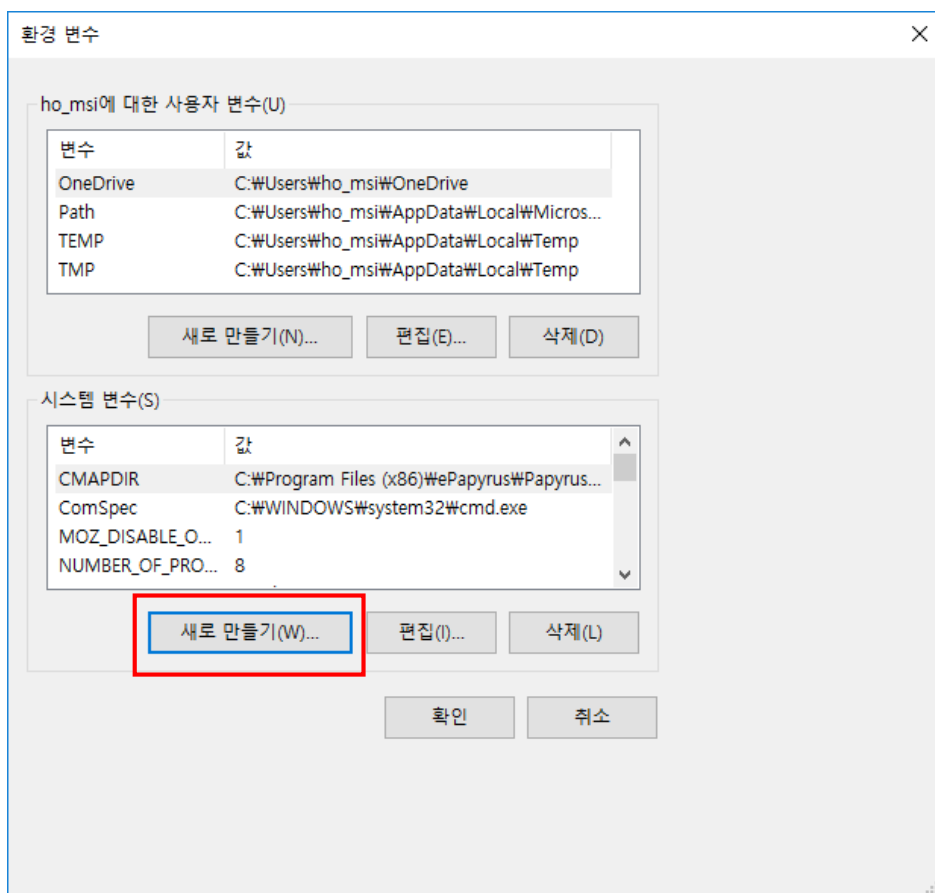 환경 변수
ho_msi에 대한 사용자 변수(U)
변수 값
OneDrive C:₩Users₩ho_msi₩OneDrive
Path C:₩Users₩ho_msi₩AppData₩Local₩Micros...
TEMP C:₩Users₩ho_msi₩AppData₩Local₩Temp
TMP C:₩Users₩ho_msi₩AppData₩Local₩Temp
새로 만들기(N)... 편집(E)... 삭제(D)
시스템 변수(S)
변수 값
CMAPDIR C:₩Program Files (x86)₩ePapyrus₩Papyrus...
ComSpec C:₩WINDOWS₩system32₩cmd.exe
MOZ_DISABLE_O... 1
NUMBER_OF_PRO... 8
새로 만들기(W)... 편집(I)... 삭제(L)
확인 취소